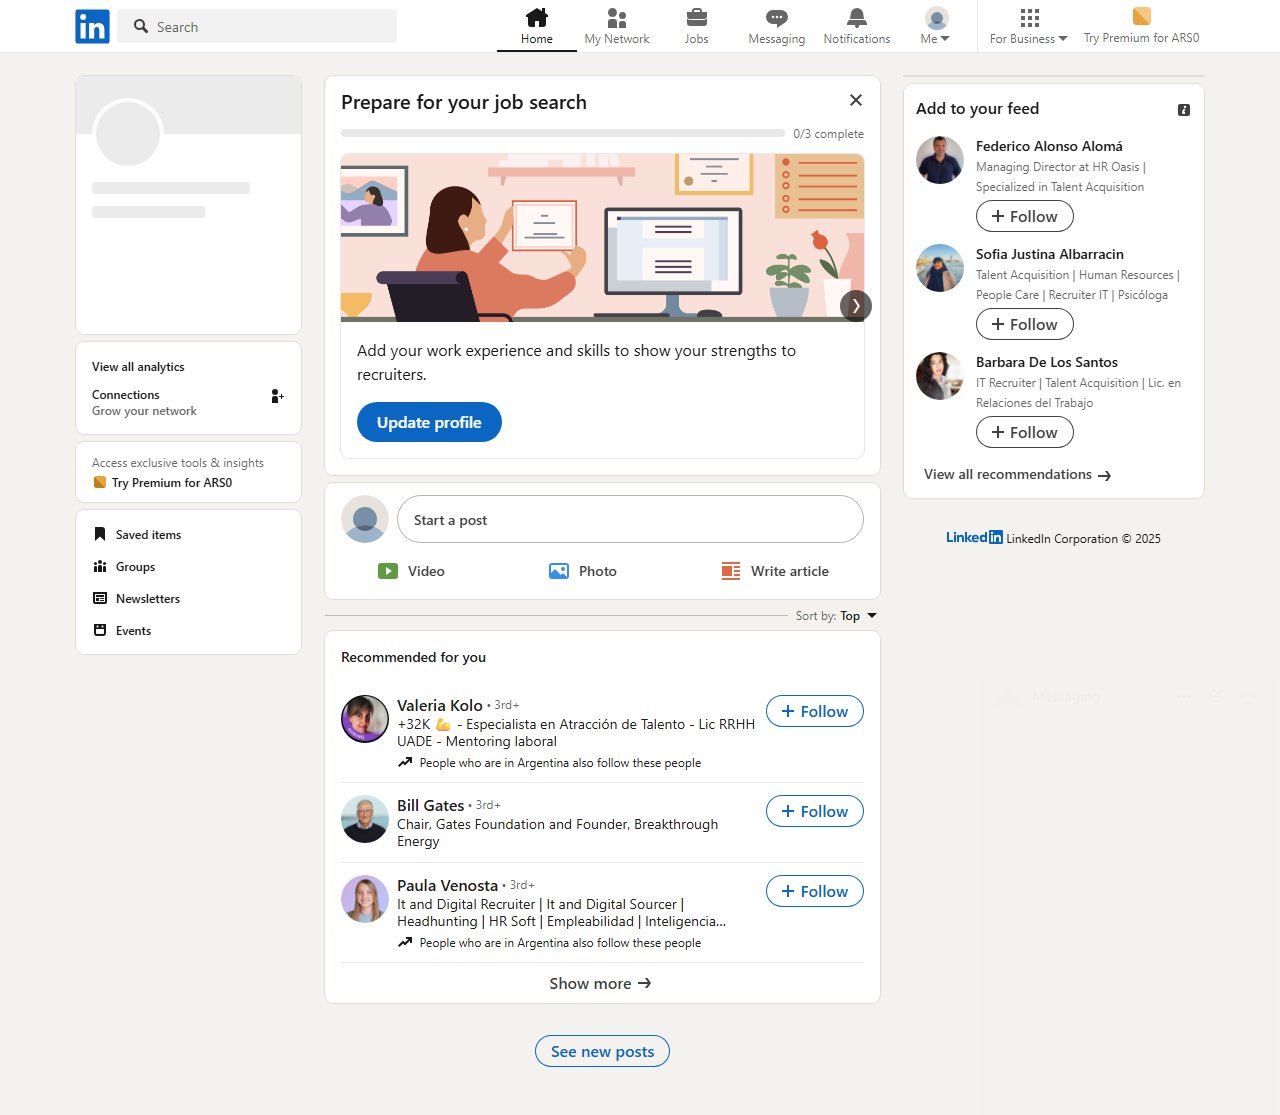 in
Search
Home
My Network
Jobs
Messaging
Notifications
Me
For Business
Try Premium for ARS0
Prepare for your job search
0/3 complete
Add your work experience and skills to show your strengths to
recruiters.
Update profile
View all analytics
Connections
Grow your network
Access exclusive tools & insights
Try Premium for ARS0
Saved items
Groups
Newsletters
Events
Start a post
Video
Photo
Write article
Sort by: Top
Recommended for you
Valeria Kolo • 3rd+
+32K 💪 - Especialista en Atracción de Talento - Lic RRHH
UADE - Mentoring laboral
People who are in Argentina also follow these people
Follow
Bill Gates • 3rd+
Chair, Gates Foundation and Founder, Breakthrough
Energy
Follow
Paula Venosta • 3rd+
It and Digital Recruiter | It and Digital Sourcer |
Headhunting | HR Soft | Empleabilidad | Inteligencia...
People who are in Argentina also follow these people
Follow
Show more
See new posts
Add to your feed
Federico Alonso Alomá
Managing Director at HR Oasis |
Specialized in Talent Acquisition
Follow
Sofia Justina Albarracin
Talent Acquisition | Human Resources |
People Care | Recruiter IT | Psicóloga
Follow
Barbara De Los Santos
IT Recruiter | Talent Acquisition | Lic. en
Relaciones del Trabajo
Follow
View all recommendations
LinkedIn LinkedIn Corporation © 2025
Messaging